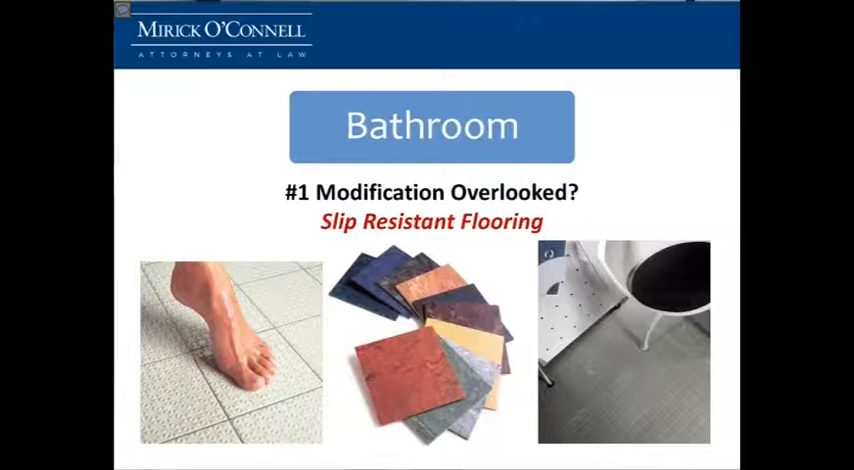 MIRICK O'CONNELL
ATTORNEYS AT LAW
Bathroom
#1 Modification Overlooked?
Slip Resistant Flooring